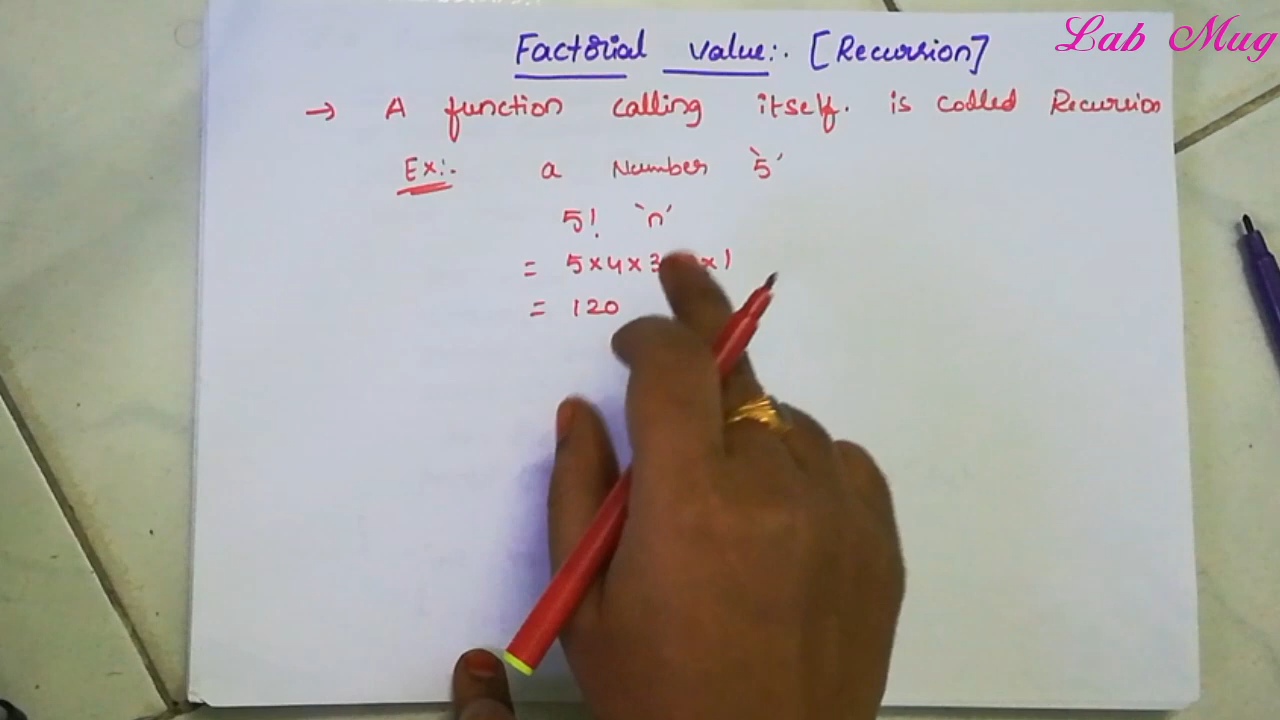 Lab Mug
Factorial value:. [Recursion]
→ A function calling itself. is called Recursion
Ex:. a Number '5'
5! 'n'
= 5×4×3 ×1
= 120